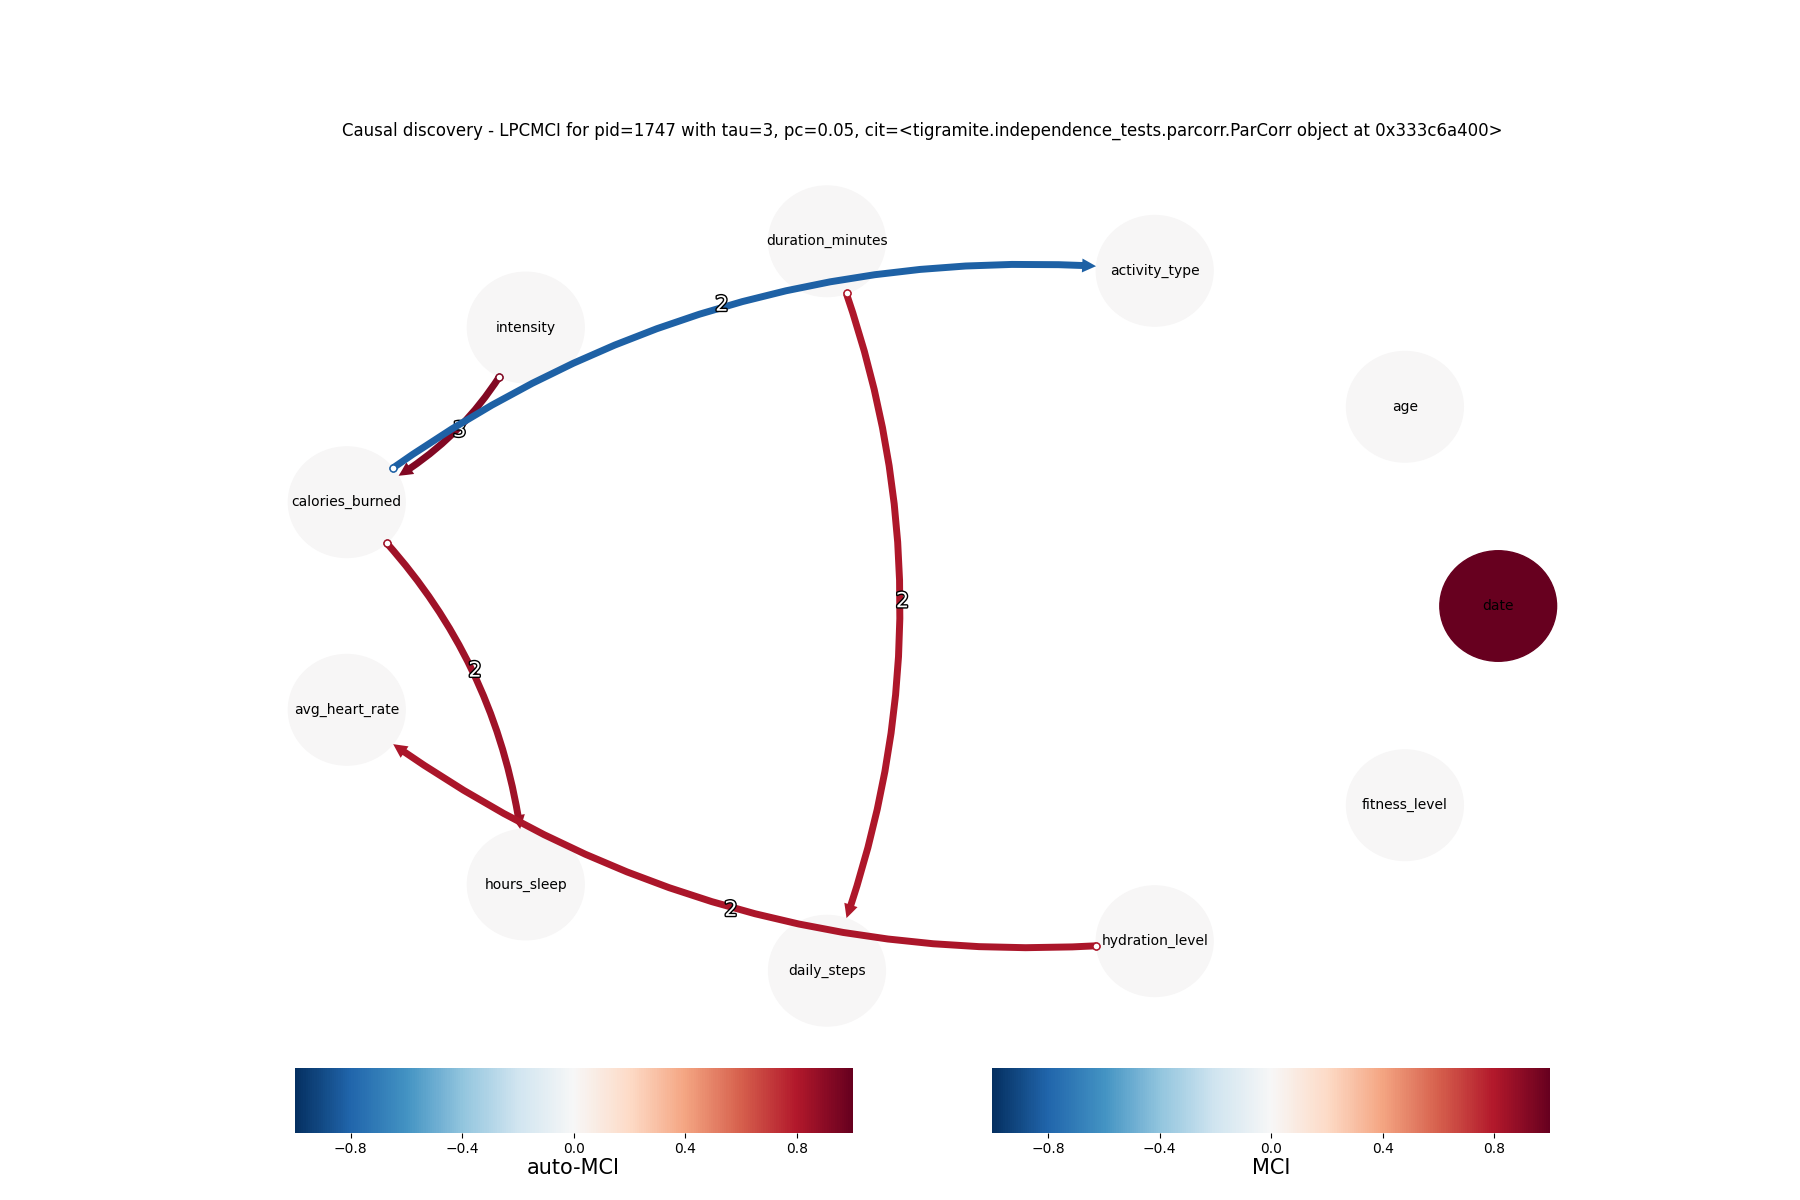 Causal discovery - LPCMCI for pid=1747 with tau=3, pc=0.05, cit=<tigramite.independence_tests.parcorr.ParCorr object at 0x333c6a400>
duration_minutes
activity_type
2
intensity
age
3
calories_burned
2
date
2
avg_heart_rate
fitness_level
hours_sleep
2
hydration_level
daily_steps
−0.8 −0.4 0.0 0.4 0.8
auto-MCI
−0.8 −0.4 0.0 0.4 0.8
MCI